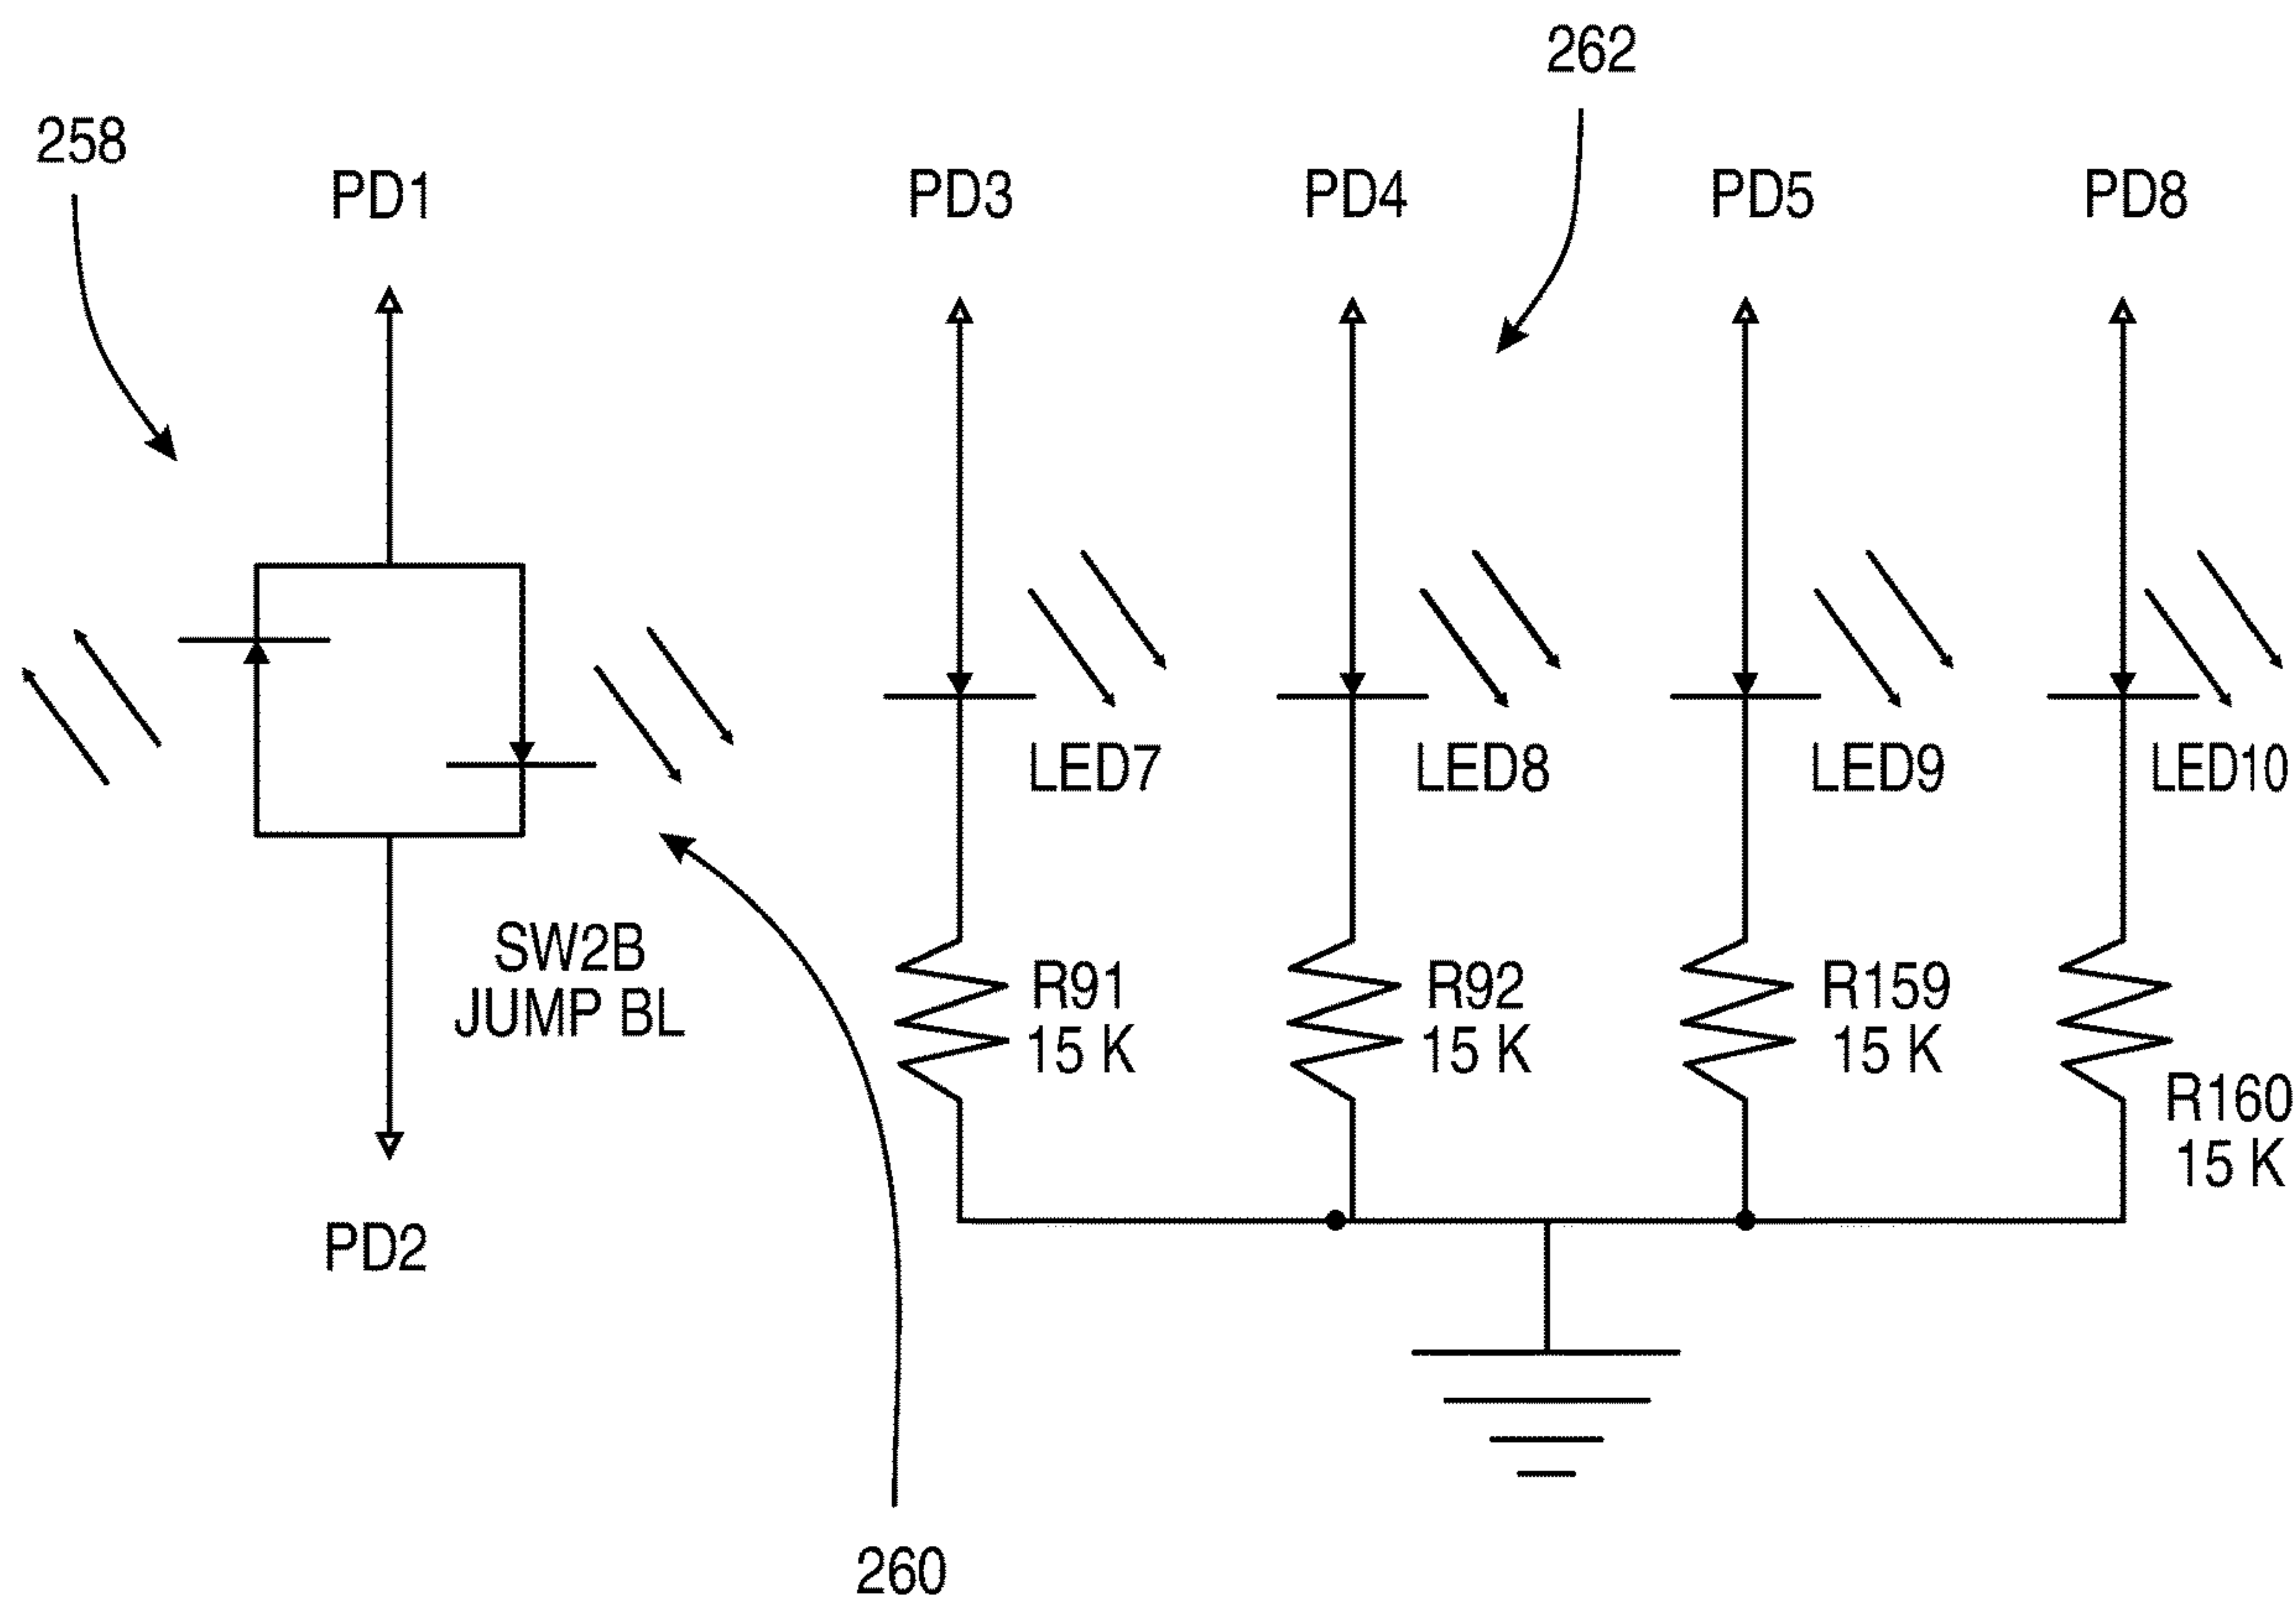 262
258
PD1
PD3
PD4
PD5
PD8
LED7
LED8
LED9
LED10
SW2B
JUMP BL
R91
15 K
R92
15 K
R159
15 K
R160
15 K
PD2
260